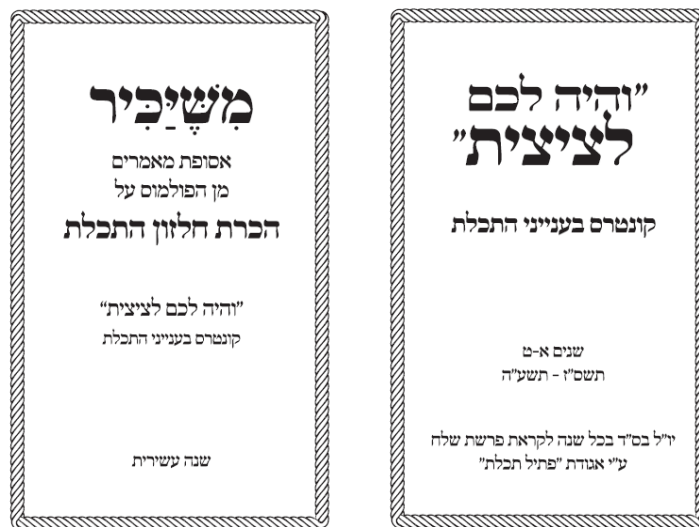 "והיה לכם
לציצית"
קונטרס בענייני התכלת
שנים א-ט
תשס"ז - תשע"ה
יו"ל בס"ד בכל שנה לקראת פרשת שלח
ע"י אגודת "פתיל תכלת"
מִשֶּׁיַּכִּיר
אסופת מאמרים
מן הפולמוס על
הכרת חלזון התכלת
"והיה לכם לציצית"
קונטרס בענייני התכלת
שנה עשירית